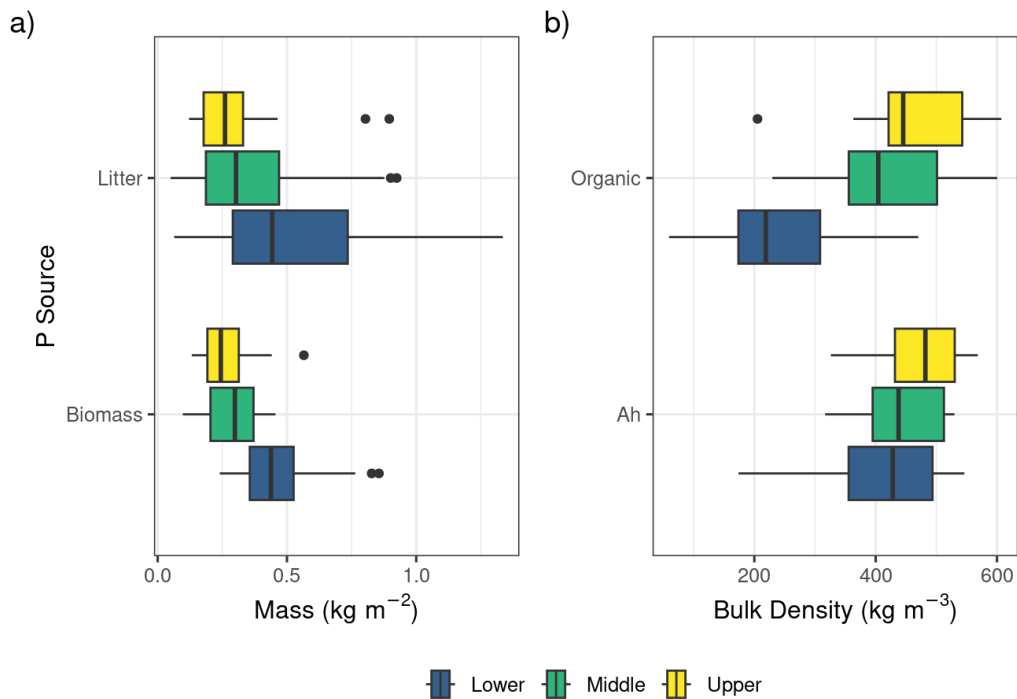 a)
P Source
Litter
Biomass
0.0 0.5 1.0
Mass (kg m−2)
b)
Organic
Ah
200 400 600
Bulk Density (kg m−3)
Lower Middle Upper